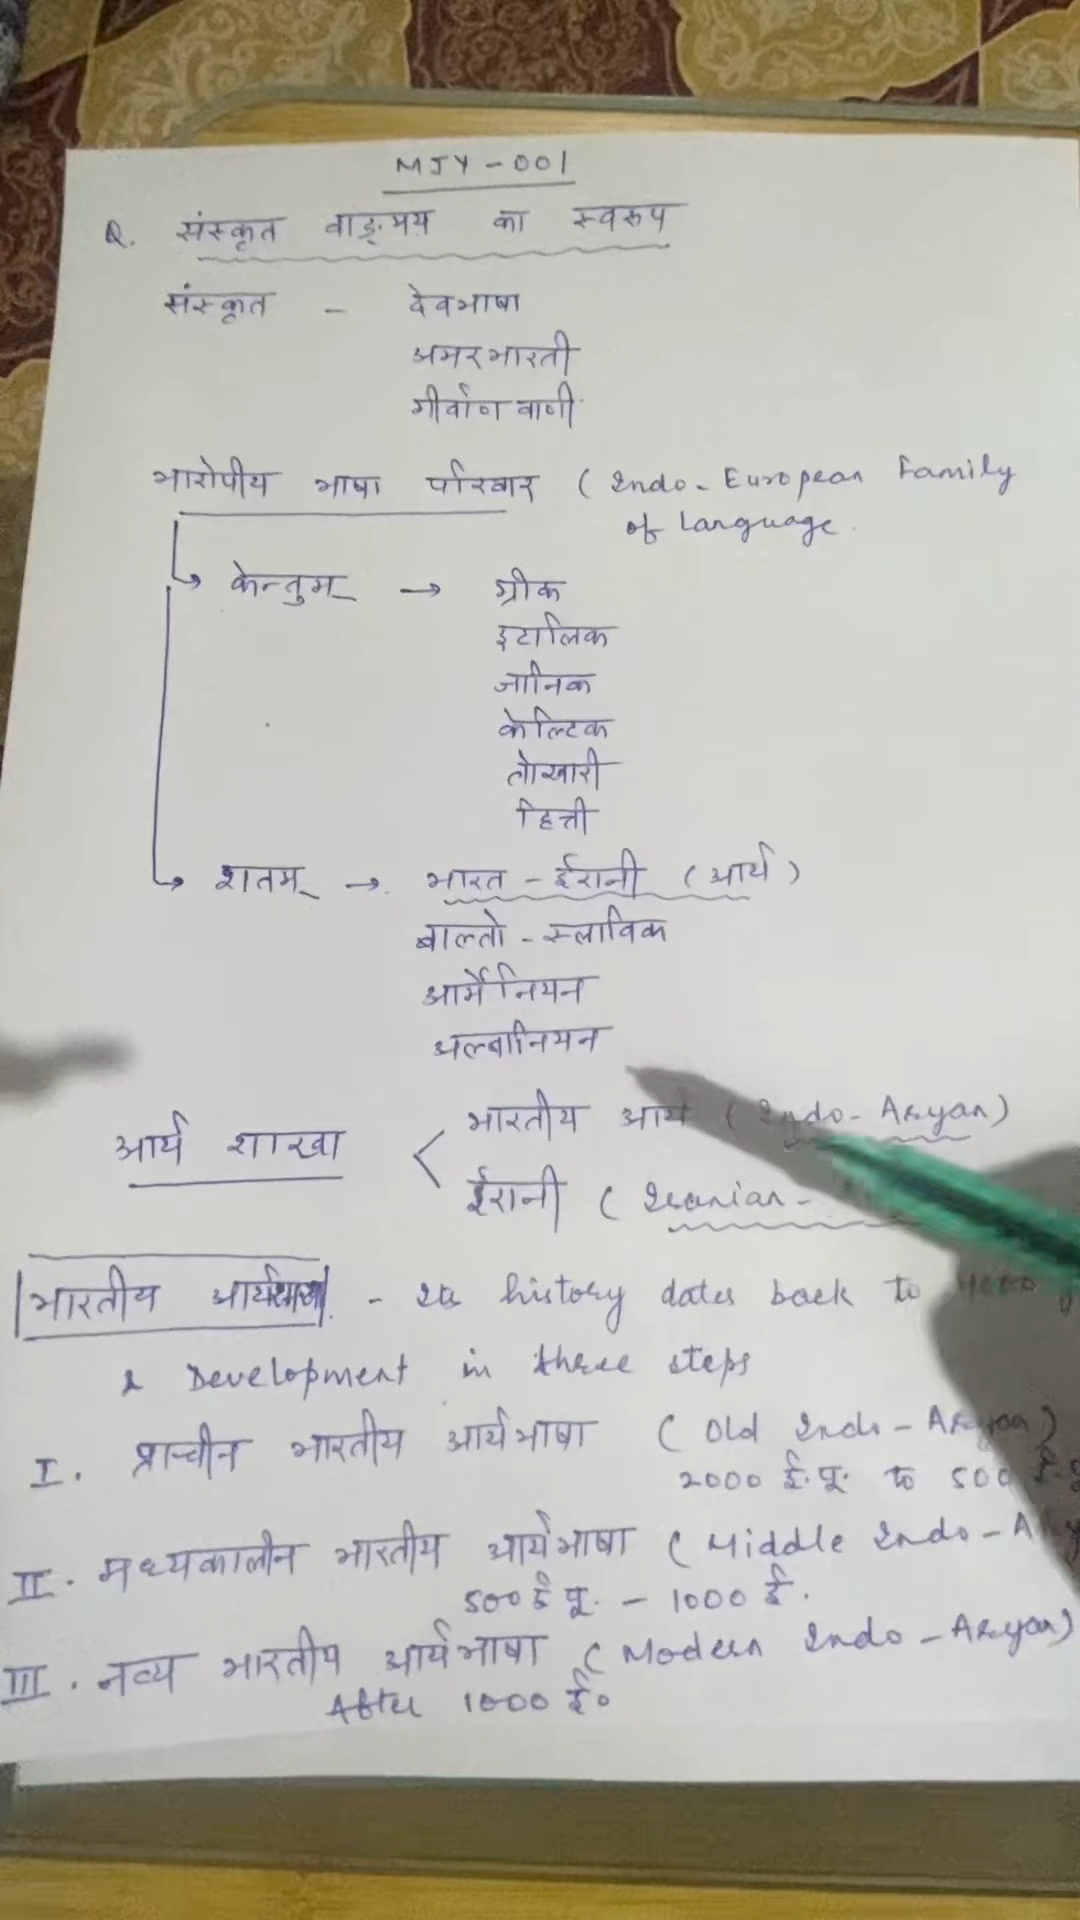 MJY-001
Q. संस्कृत वाङ्मय का स्वरूप
संस्कृत - देवभाषा
अमरभारती
गीर्वाण वाणी
भारोपीय भाषा परिवार (Indo-European Family
of Language
केन्तुम् → ग्रीक
इटालिक
जर्मनिक
केल्टिक
तोखारी
हित्ती
शतम् → भारत-ईरानी (आर्य)
बाल्तो-स्लाविक
आर्मेनियन
अल्बानियन
आर्य शाखा < भारतीय आर्य (Indo-Aryan)
ईरानी (Iranian-
भारतीय आर्यशाखा - Its history dates back to
& Development in three steps
I. प्राचीन भारतीय आर्यभाषा (Old Indo-Aryan)
2000 ई.पू. to 500
II. मध्यकालीन भारतीय आर्यभाषा (Middle Indo-
500 ई.पू. - 1000 ई.
III. नव्य भारतीय आर्यभाषा (Modern Indo-Aryan)
After 1000 ई०